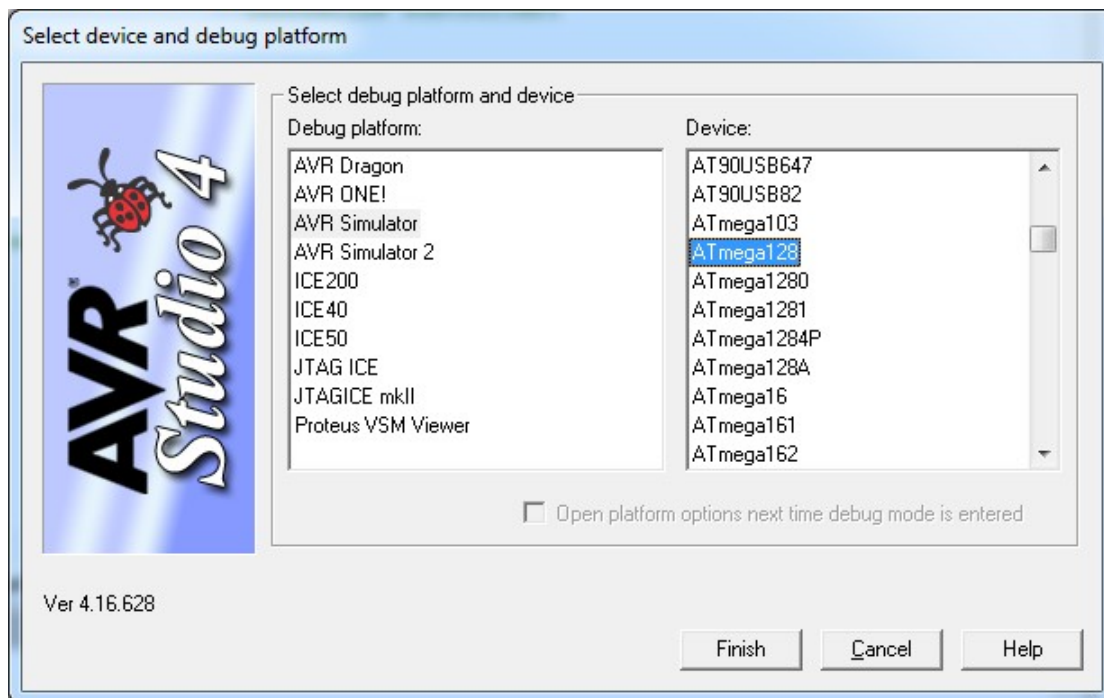 Select device and debug platform
AVR®
Studio 4
Select debug platform and device
Debug platform:
AVR Dragon
AVR ONE!
AVR Simulator
AVR Simulator 2
ICE200
ICE40
ICE50
JTAG ICE
JTAGICE mkII
Proteus VSM Viewer
Device:
AT90USB647
AT90USB82
ATmega103
ATmega128
ATmega1280
ATmega1281
ATmega1284P
ATmega128A
ATmega16
ATmega161
ATmega162
Open platform options next time debug mode is entered
Ver 4.16.628
Finish
Cancel
Help